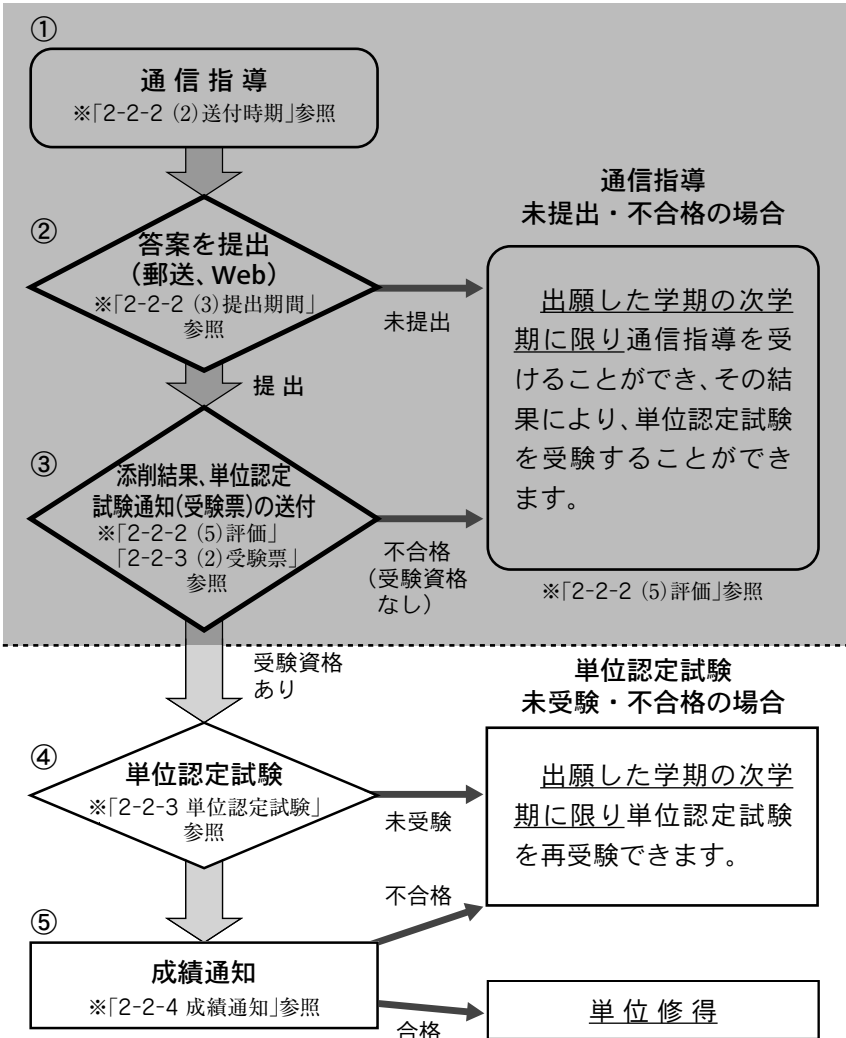 ①
通信指導
※「2-2-2 (2)送付時期」参照
②
答案を提出
(郵送、Web)
※「2-2-2 (3)提出期間」
参照
未提出
提出
通信指導
未提出・不合格の場合
出願した学期の次学
期に限り通信指導を受
けることができ、その結
果により、単位認定試験
を受験することができ
ます。
※「2-2-2 (5)評価」参照
③
添削結果、単位認定
試験通知(受験票)の送付
※「2-2-2 (5)評価」
「2-2-3 (2)受験票」
参照
不合格
(受験資格
なし)
受験資格
あり
④
単位認定試験
※「2-2-3 単位認定試験」
参照
未受験
単位認定試験
未受験・不合格の場合
出願した学期の次学
期に限り単位認定試験
を再受験できます。
不合格
⑤
成績通知
※「2-2-4 成績通知」参照
合格
単位修得